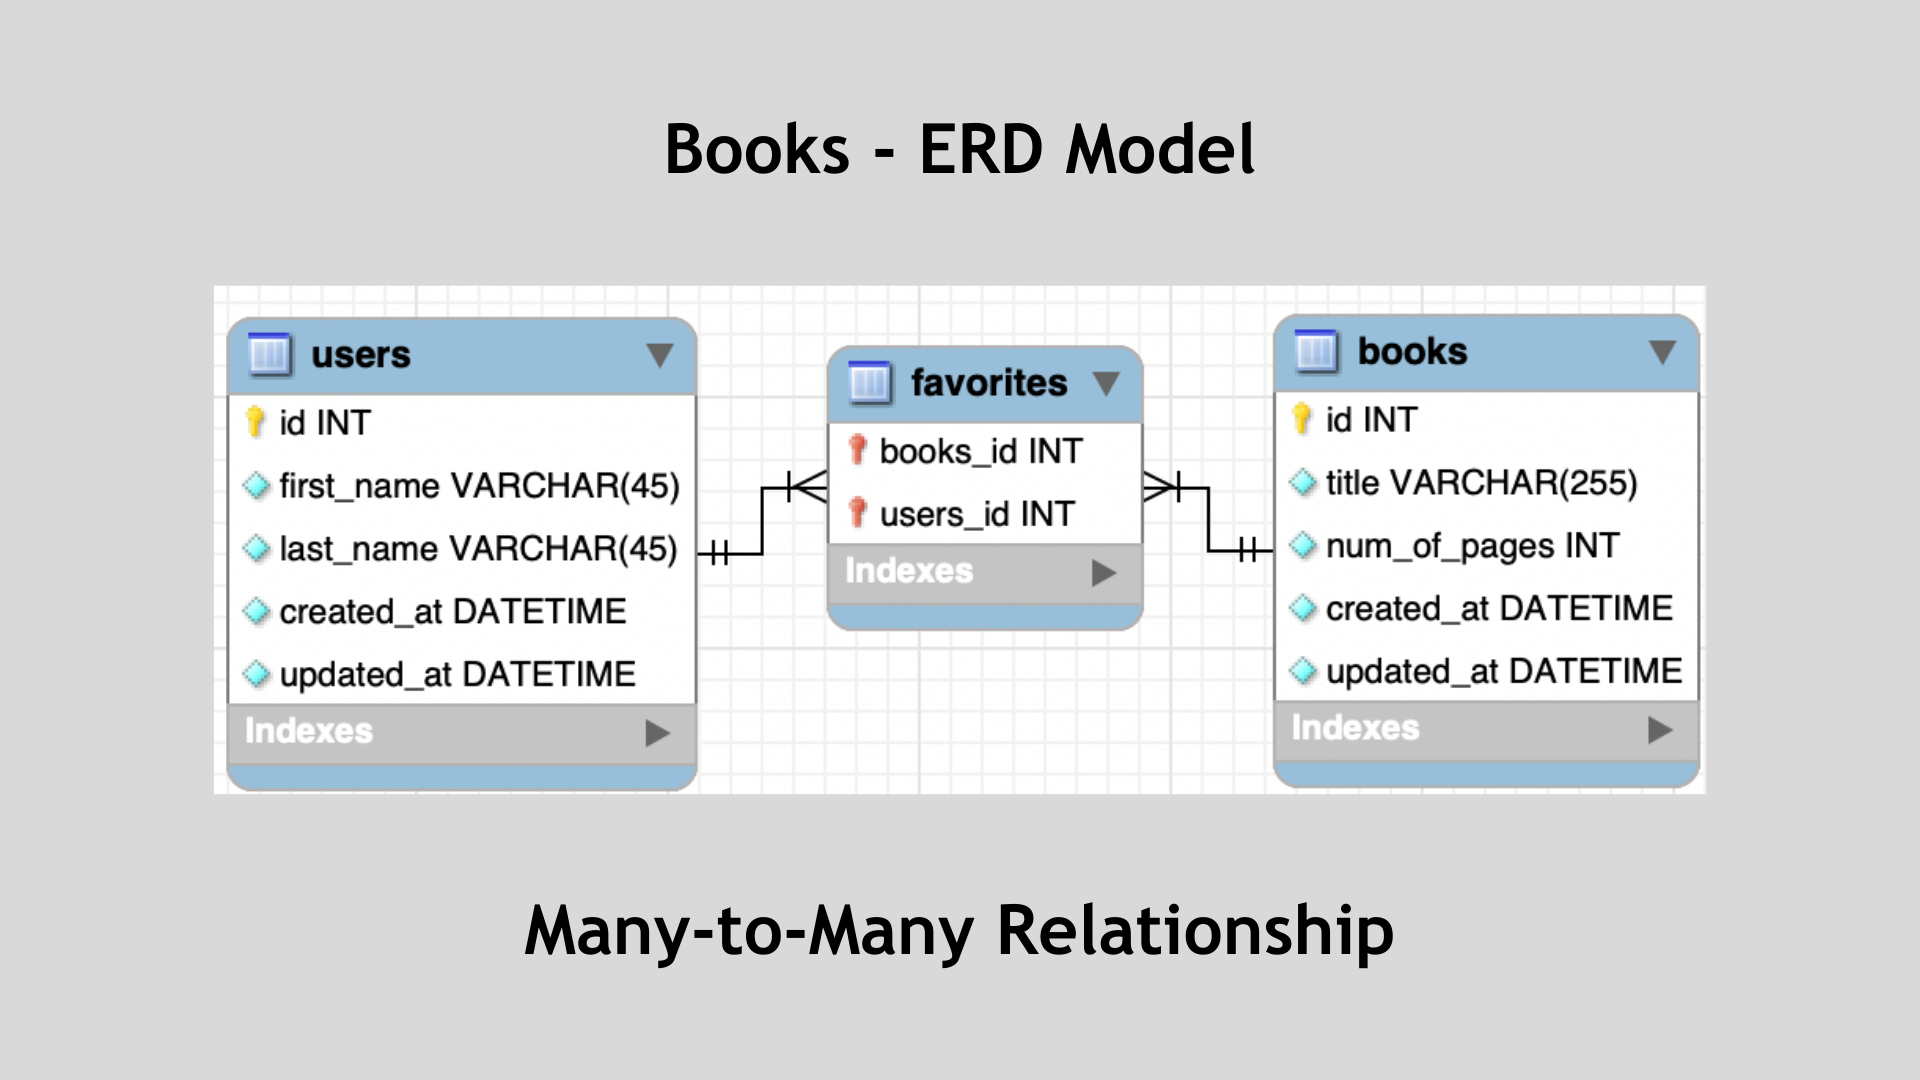 Books - ERD Model
users
id INT
first_name VARCHAR(45)
last_name VARCHAR(45)
created_at DATETIME
updated_at DATETIME
Indexes
favorites
books_id INT
users_id INT
Indexes
books
id INT
title VARCHAR(255)
num_of_pages INT
created_at DATETIME
updated_at DATETIME
Indexes
Many-to-Many Relationship